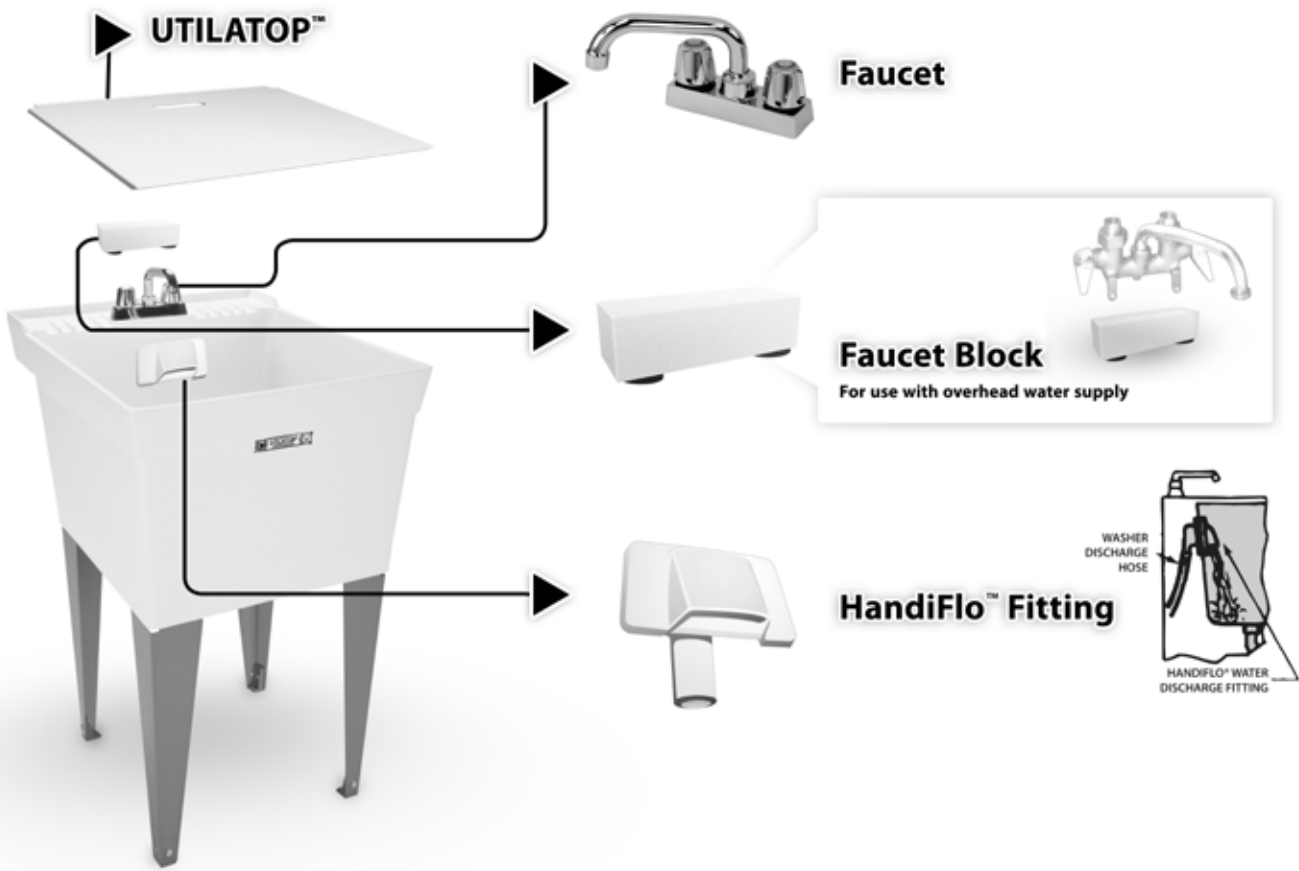 UTILATOP™
Faucet
Faucet Block
For use with overhead water supply
WASHER
DISCHARGE
HOSE
HandiFlo™ Fitting
HANDIFLO® WATER
DISCHARGE FITTING